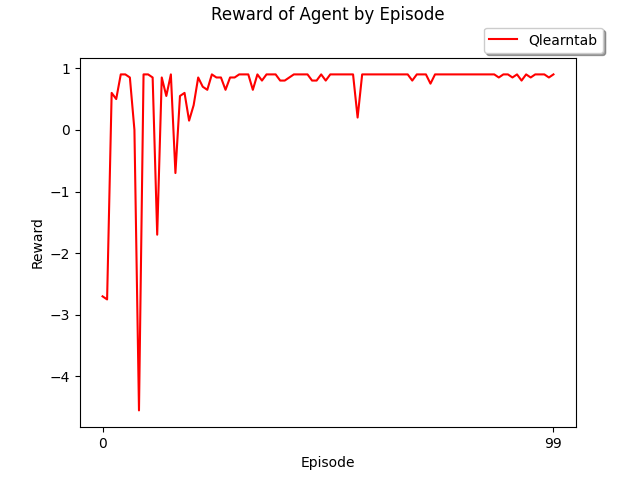 Reward of Agent by Episode
Qlearntab
1
0
−1
−2
−3
−4
Reward
0 99
Episode